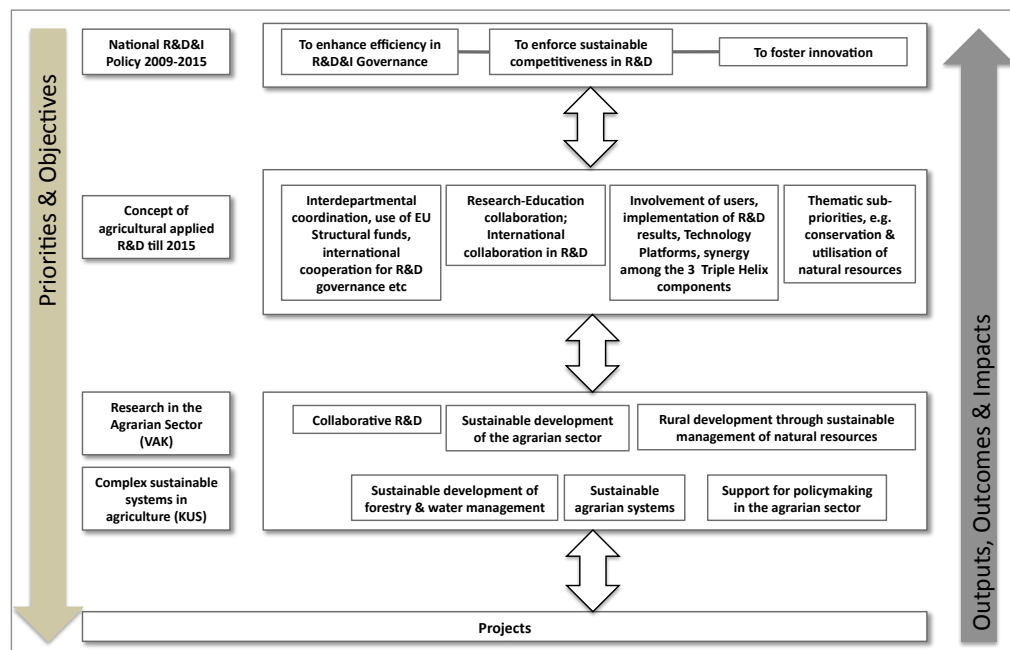 Priorities & Objectives
National R&D&I
Policy 2009-2015
To enhance efficiency in
R&D&I Governance
To enforce sustainable
competitiveness in R&D
To foster innovation
Concept of
agricultural applied
R&D till 2015
Interdepartmental
coordination, use of EU
Structural funds,
international
cooperation for R&D
governance etc
Research-Education
collaboration;
International
collaboration in R&D
Involvement of users,
implementation of R&D
results, Technology
Platforms, synergy
among the 3 Triple Helix
components
Thematic sub-
priorities, e.g.
conservation &
utilisation of
natural resources
Research in the
Agrarian Sector
(VAK)
Complex sustainable
systems in
agriculture (KUS)
Collaborative R&D
Sustainable development
of the agrarian sector
Rural development through sustainable
management of natural resources
Sustainable development of
forestry & water management
Sustainable
agrarian systems
Support for policymaking
in the agrarian sector
Projects
Outputs, Outcomes & Impacts